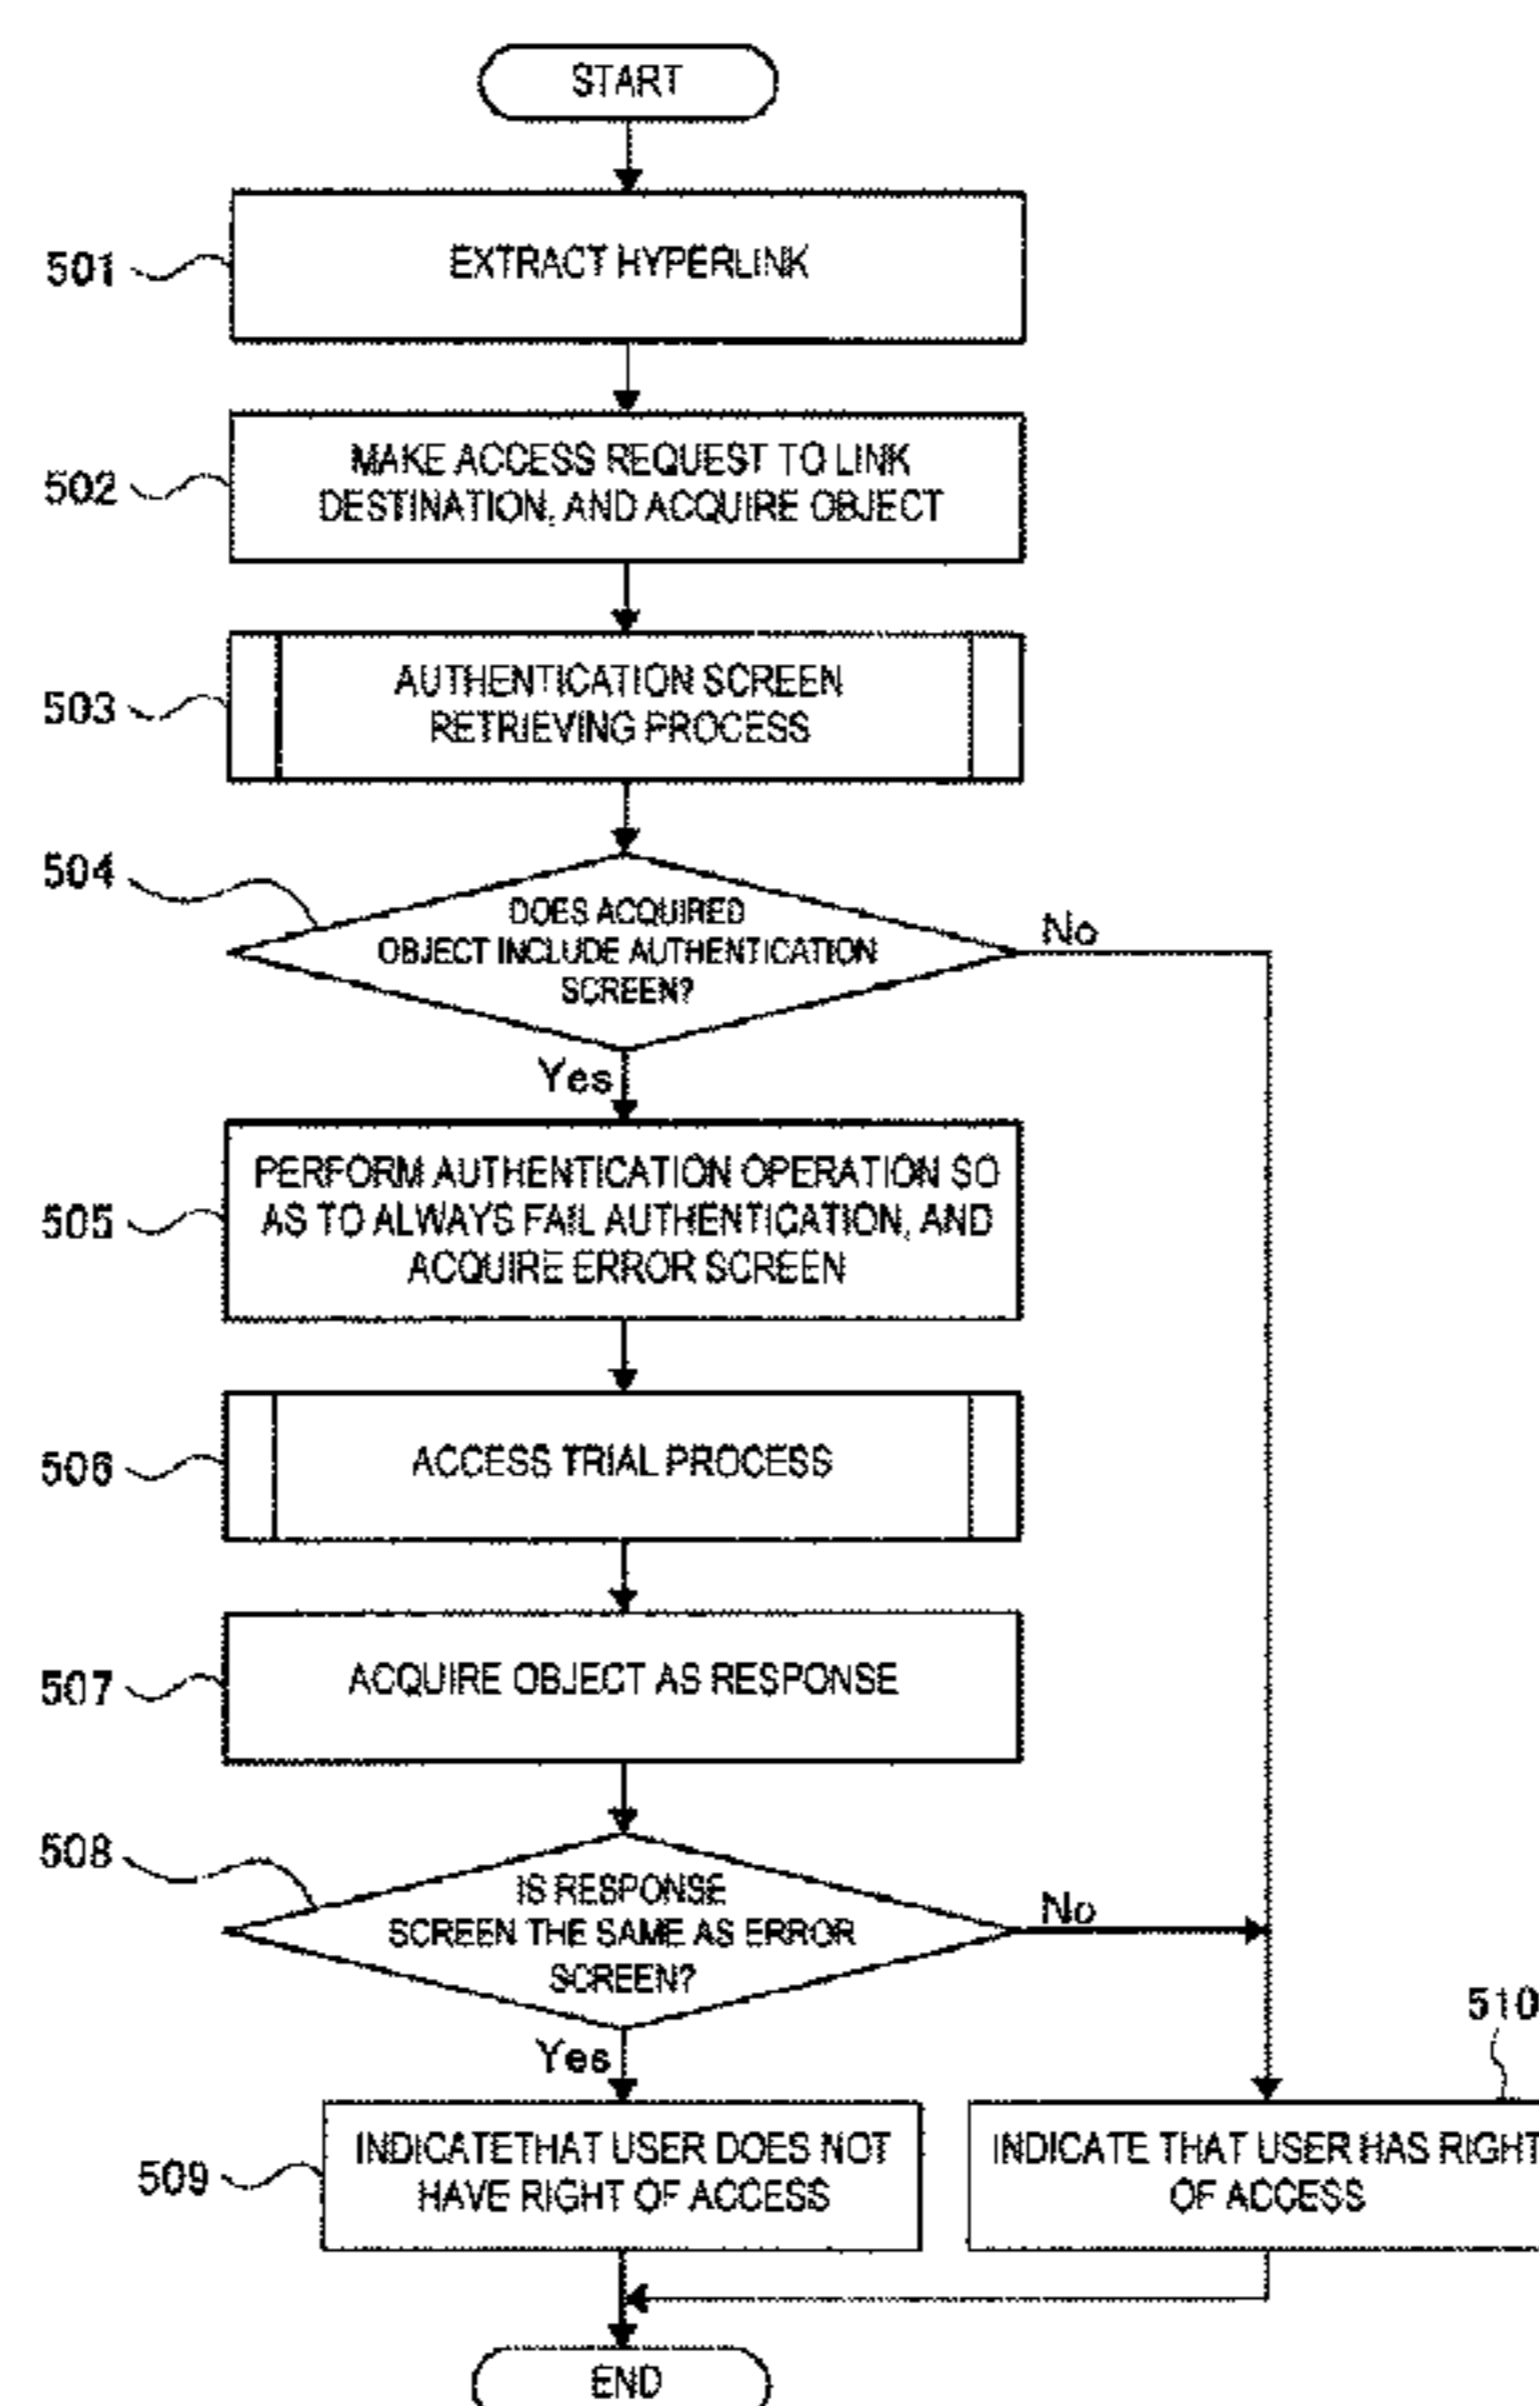 START
501
EXTRACT HYPERLINK
502
MAKE ACCESS REQUEST TO LINK
DESTINATION, AND ACQUIRE OBJECT
503
AUTHENTICATION SCREEN
RETRIEVING PROCESS
504
DOES ACQUIRED
OBJECT INCLUDE AUTHENTICATION
SCREEN?
No
Yes
505
PERFORM AUTHENTICATION OPERATION SO
AS TO ALWAYS FAIL AUTHENTICATION, AND
ACQUIRE ERROR SCREEN
506
ACCESS TRIAL PROCESS
507
ACQUIRE OBJECT AS RESPONSE
508
IS RESPONSE
SCREEN THE SAME AS ERROR
SCREEN?
No
Yes
510
509
INDICATETHAT USER DOES NOT
HAVE RIGHT OF ACCESS
INDICATE THAT USER HAS RIGHT
OF ACCESS
END